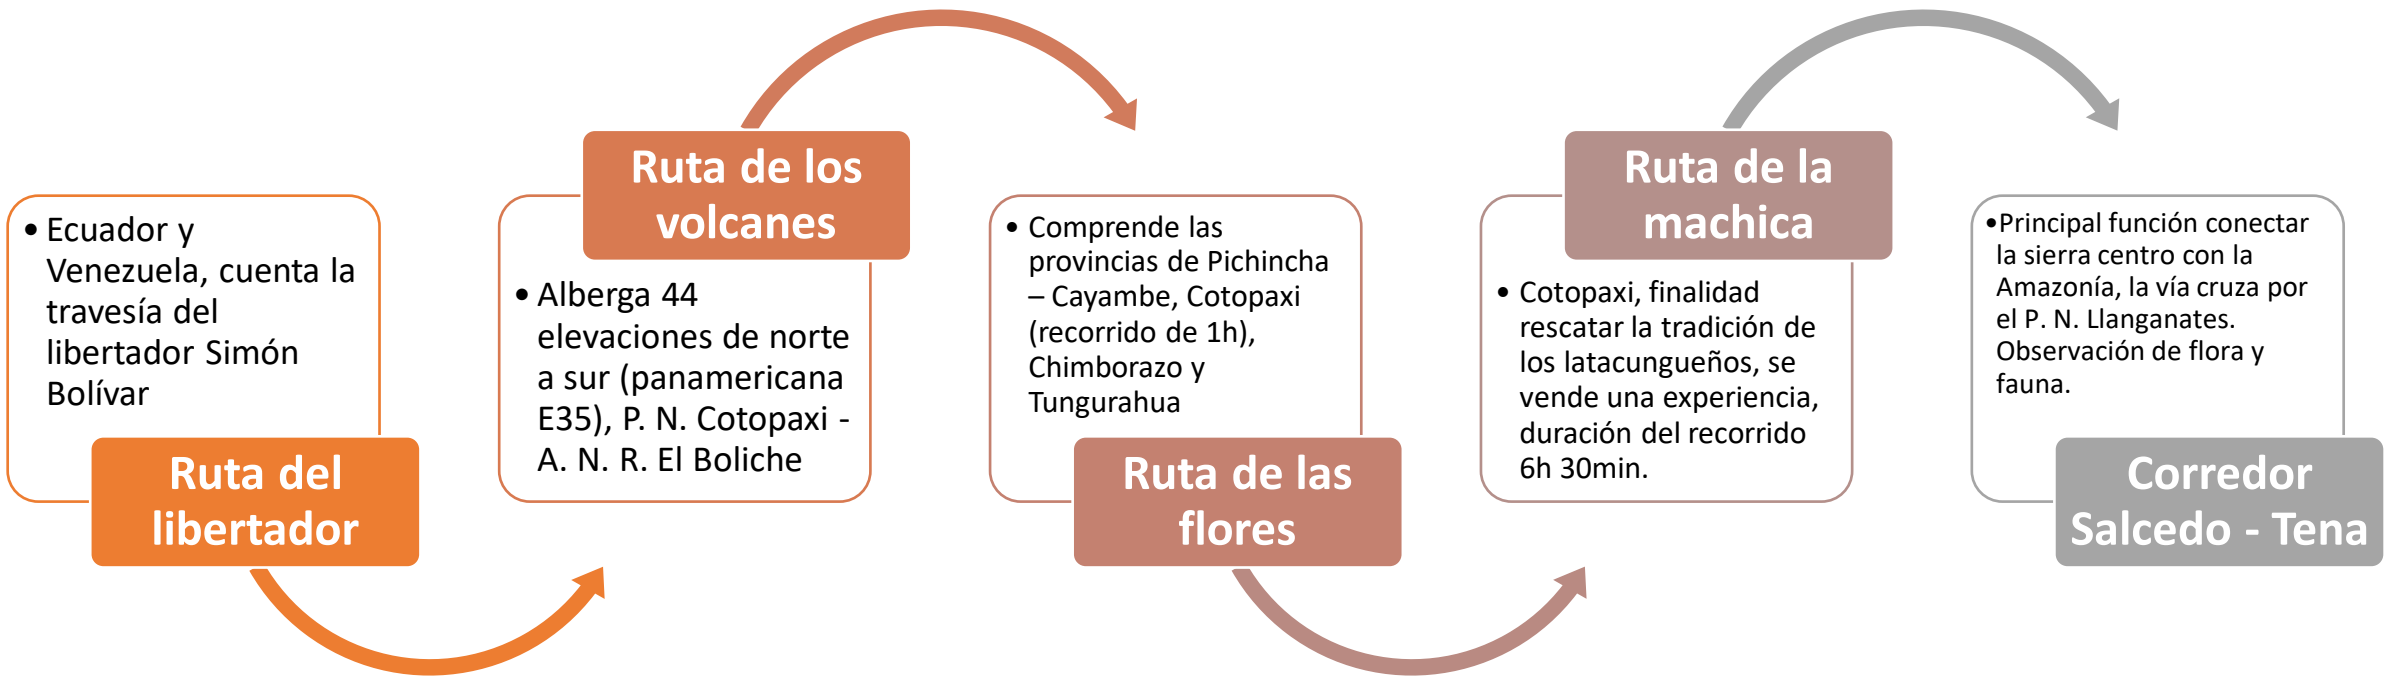 • Ecuador y
Venezuela, cuenta la
travesía del
libertador Simón
Bolívar
Ruta del
libertador
Ruta de los
volcanes
• Alberga 44
elevaciones de norte
a sur (panamericana
E35), P. N. Cotopaxi -
A. N. R. El Boliche
• Comprende las
provincias de Pichincha
– Cayambe, Cotopaxi
(recorrido de 1h),
Chimborazo y
Tungurahua
Ruta de las
flores
Ruta de la
machica
• Cotopaxi, finalidad
rescatar la tradición de
los latacungueños, se
vende una experiencia,
duración del recorrido
6h 30min.
•Principal función conectar
la sierra centro con la
Amazonía, la vía cruza por
el P. N. Llanganates.
Observación de flora y
fauna.
Corredor
Salcedo - Tena